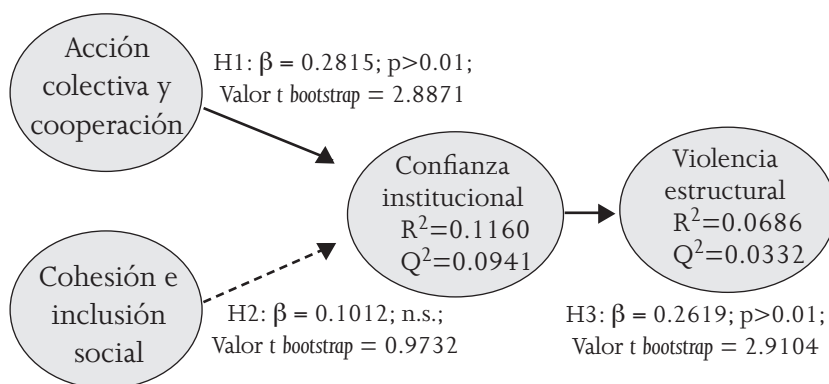 Acción
colectiva y
cooperación
H1: β = 0.2815; p>0.01;
Valor t bootstrap = 2.8871
Confianza
institucional
R²=0.1160
Q²=0.0941
Violencia
estructural
R²=0.0686
Q²=0.0332
Cohesión e
inclusión
social
H2: β = 0.1012; n.s.;
Valor t bootstrap = 0.9732
H3: β = 0.2619; p>0.01;
Valor t bootstrap = 2.9104